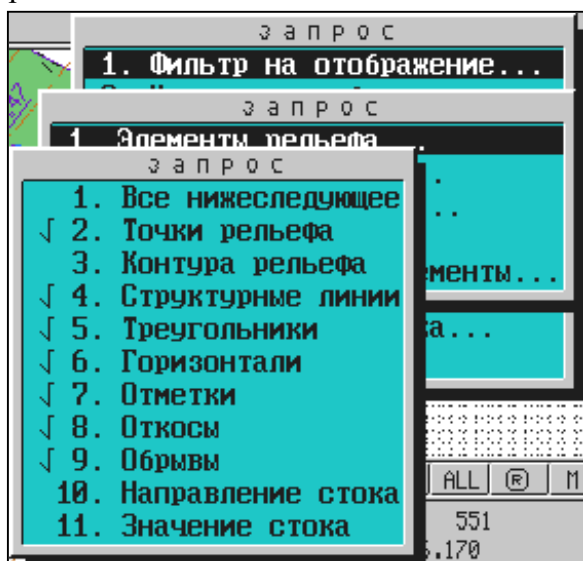 запрос
1. Фильтр на отображение...
запрос
1 Элементы рельефа ..
запрос
1. Все нижеследующее
√ 2. Точки рельефа
3. Контура рельефа
√ 4. Структурные линии
√ 5. Треугольники
√ 6. Горизонтали
√ 7. Отметки
√ 8. Откосы
√ 9. Обрывы
10. Направление стока
11. Значение стока
.
..
менты...
а...
ALL ® M
551
.170